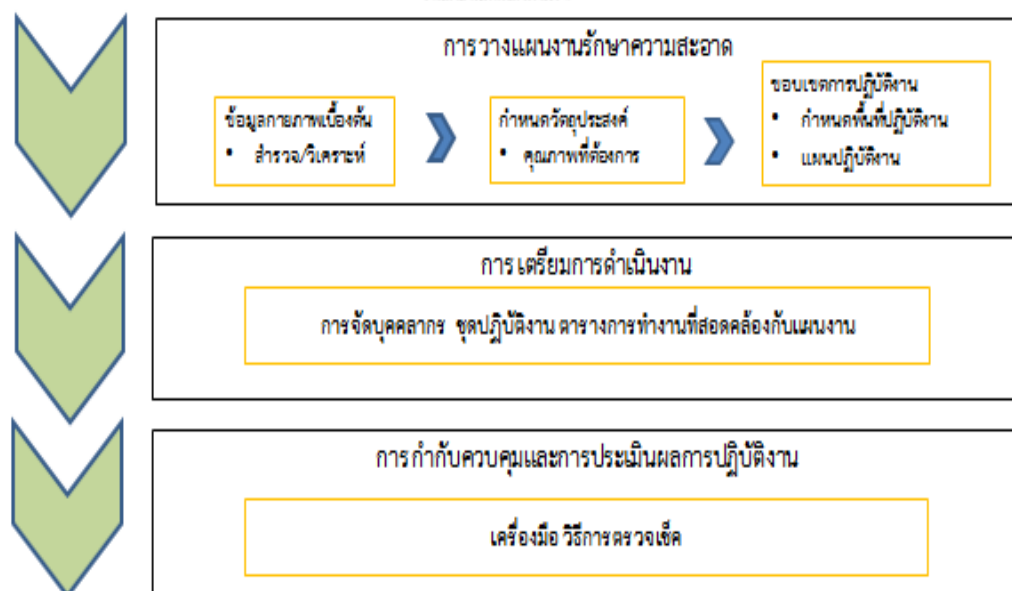 การวางแผนงานรักษาความสะอาด
ข้อมูลกายภาพเบื้องต้น
• สำรวจ/วิเคราะห์
กำหนดวัตถุประสงค์
• คุณภาพที่ต้องการ
ขอบเขตการปฏิบัติงาน
• กำหนดพื้นที่ปฏิบัติงาน
• แผนปฏิบัติงาน
การเตรียมการดำเนินงาน
การจัดบุคคลากร ชุดปฏิบัติงาน ตารางการทำงานที่สอดคล้องกับแผนงาน
การกำกับควบคุมและการประเมินผลการปฏิบัติงาน
เครื่องมือ วิธีการตรวจเช็ค